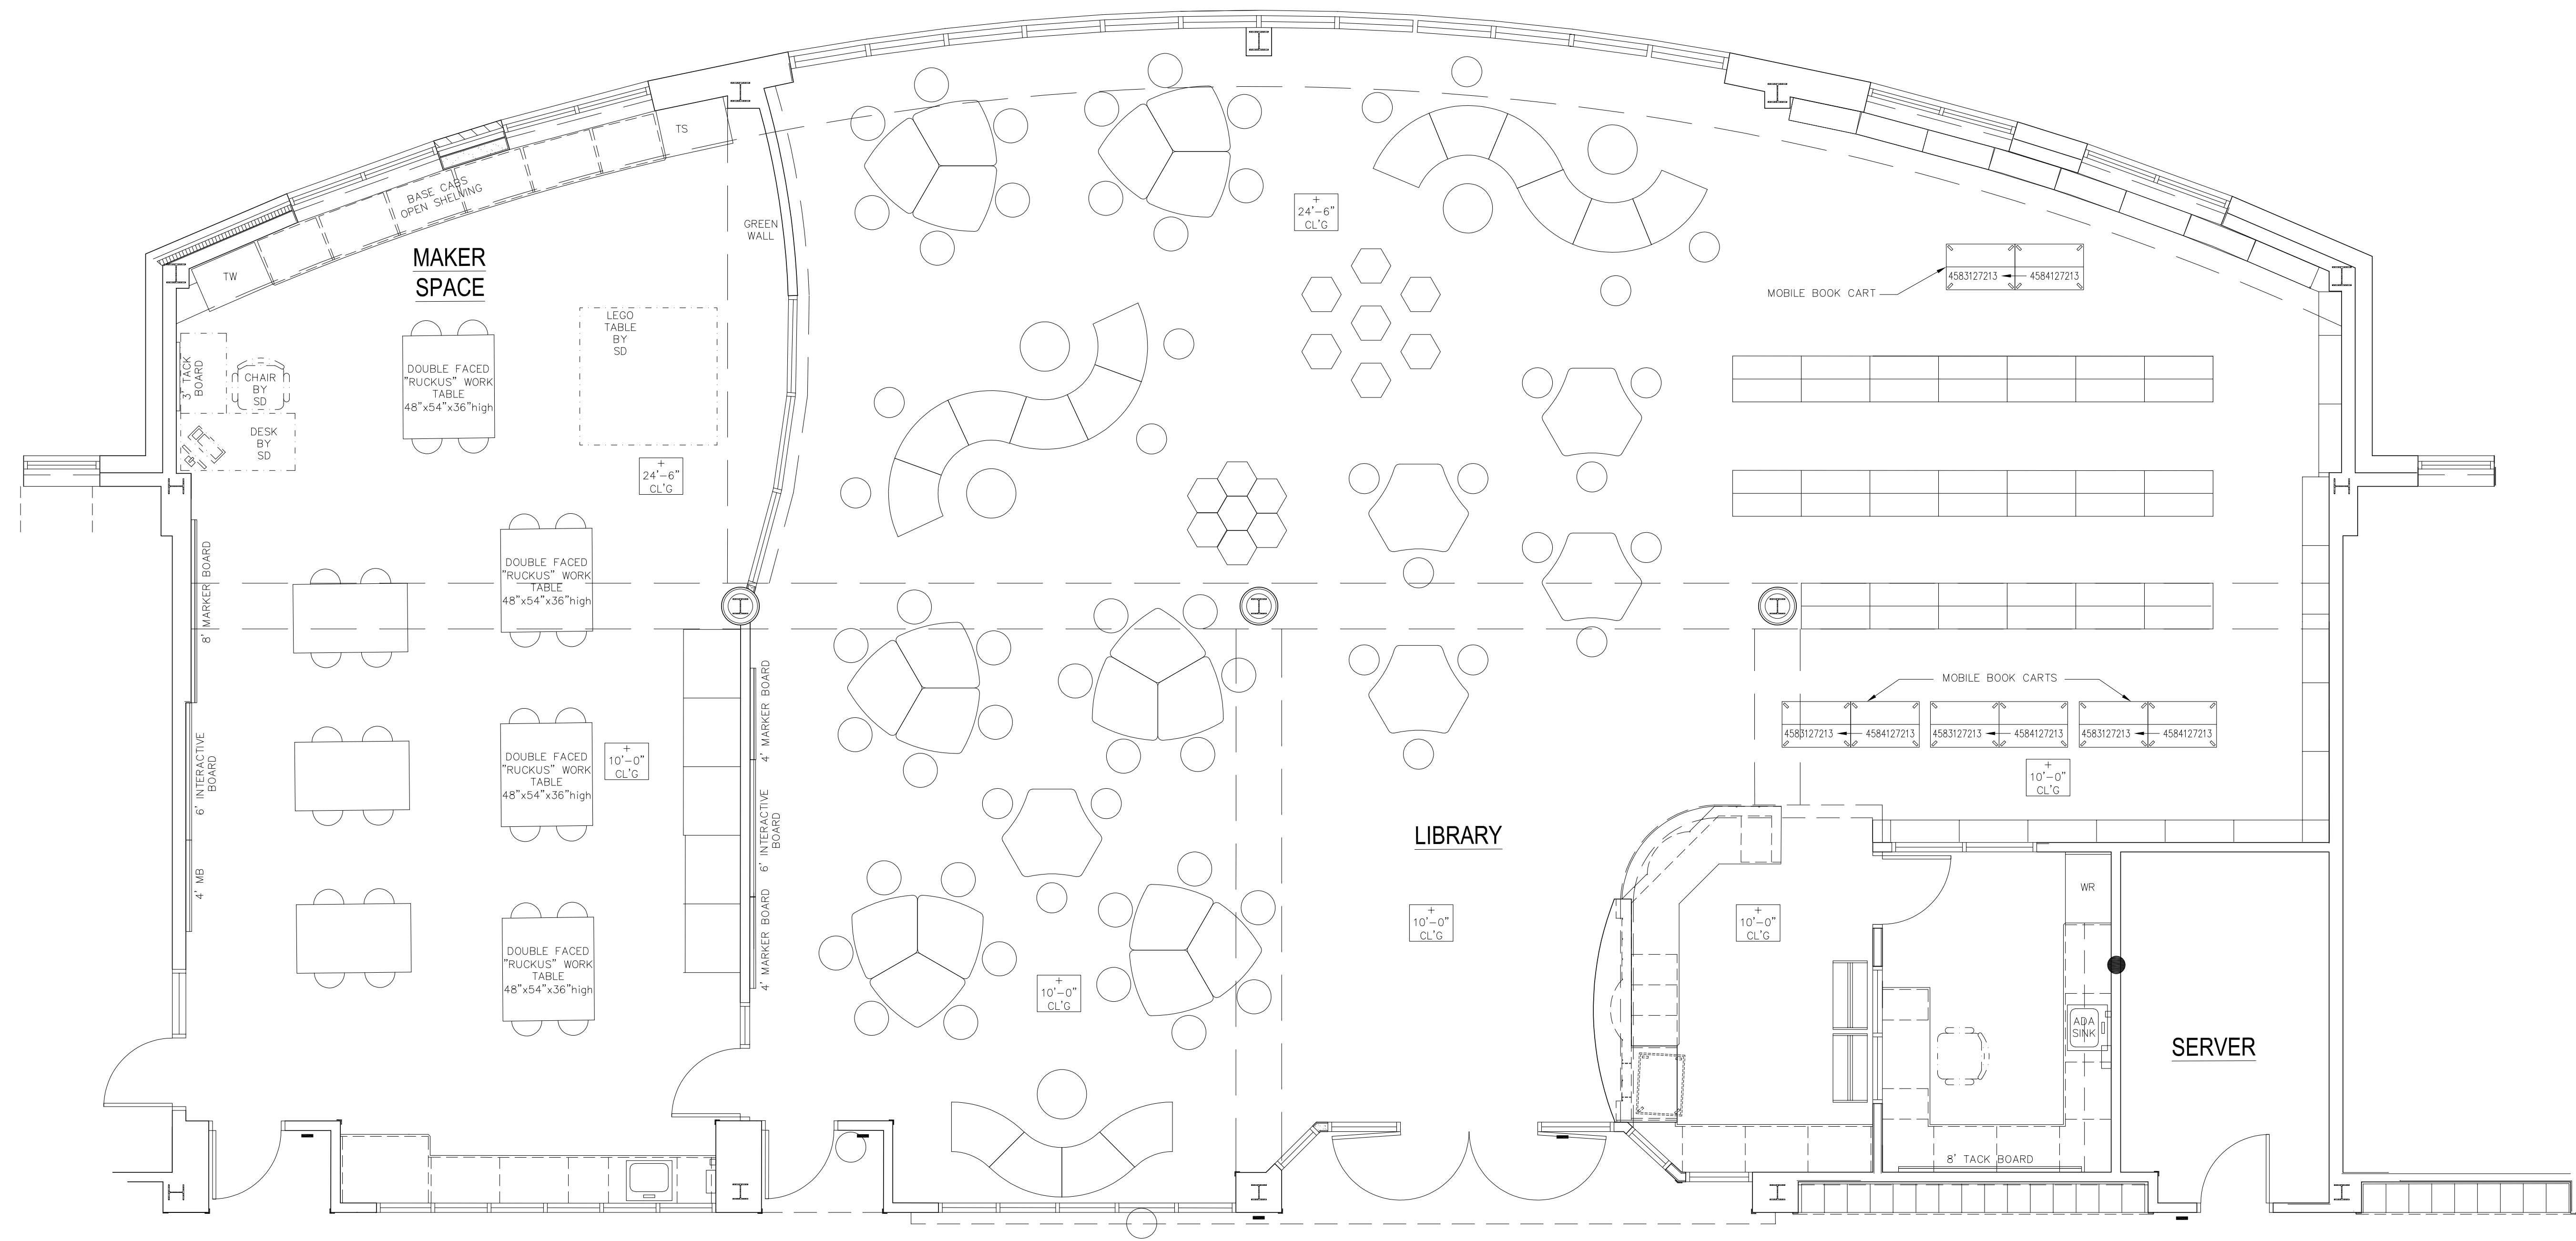 TS
BASE CABS
OPEN SHELVING
GREEN
WALL
MAKER
SPACE
TW
+
24'-6"
CL'G
4583127213
4584127213
MOBILE BOOK CART
LEGO
TABLE
BY
SD
3' TACK
BOARD
CHAIR
BY
SD
DOUBLE FACED
"RUCKUS" WORK
TABLE
48"x54"x36"high
DESK
BY
SD
+
24'-6"
CL'G
8' MARKER BOARD
DOUBLE FACED
"RUCKUS" WORK
TABLE
48"x54"x36"high
4' MARKER BOARD
MOBILE BOOK CARTS
4583127213
4584127213
4583127213
4584127213
4583127213
4584127213
6' INTERACTIVE
BOARD
DOUBLE FACED
"RUCKUS" WORK
TABLE
48"x54"x36"high
+
10'-0"
CL'G
+
10'-0"
CL'G
6' INTERACTIVE
BOARD
LIBRARY
4' MB
4' MARKER BOARD
WR
+
10'-0"
CL'G
+
10'-0"
CL'G
DOUBLE FACED
"RUCKUS" WORK
TABLE
48"x54"x36"high
+
10'-0"
CL'G
ADA
SINK
SERVER
8' TACK BOARD